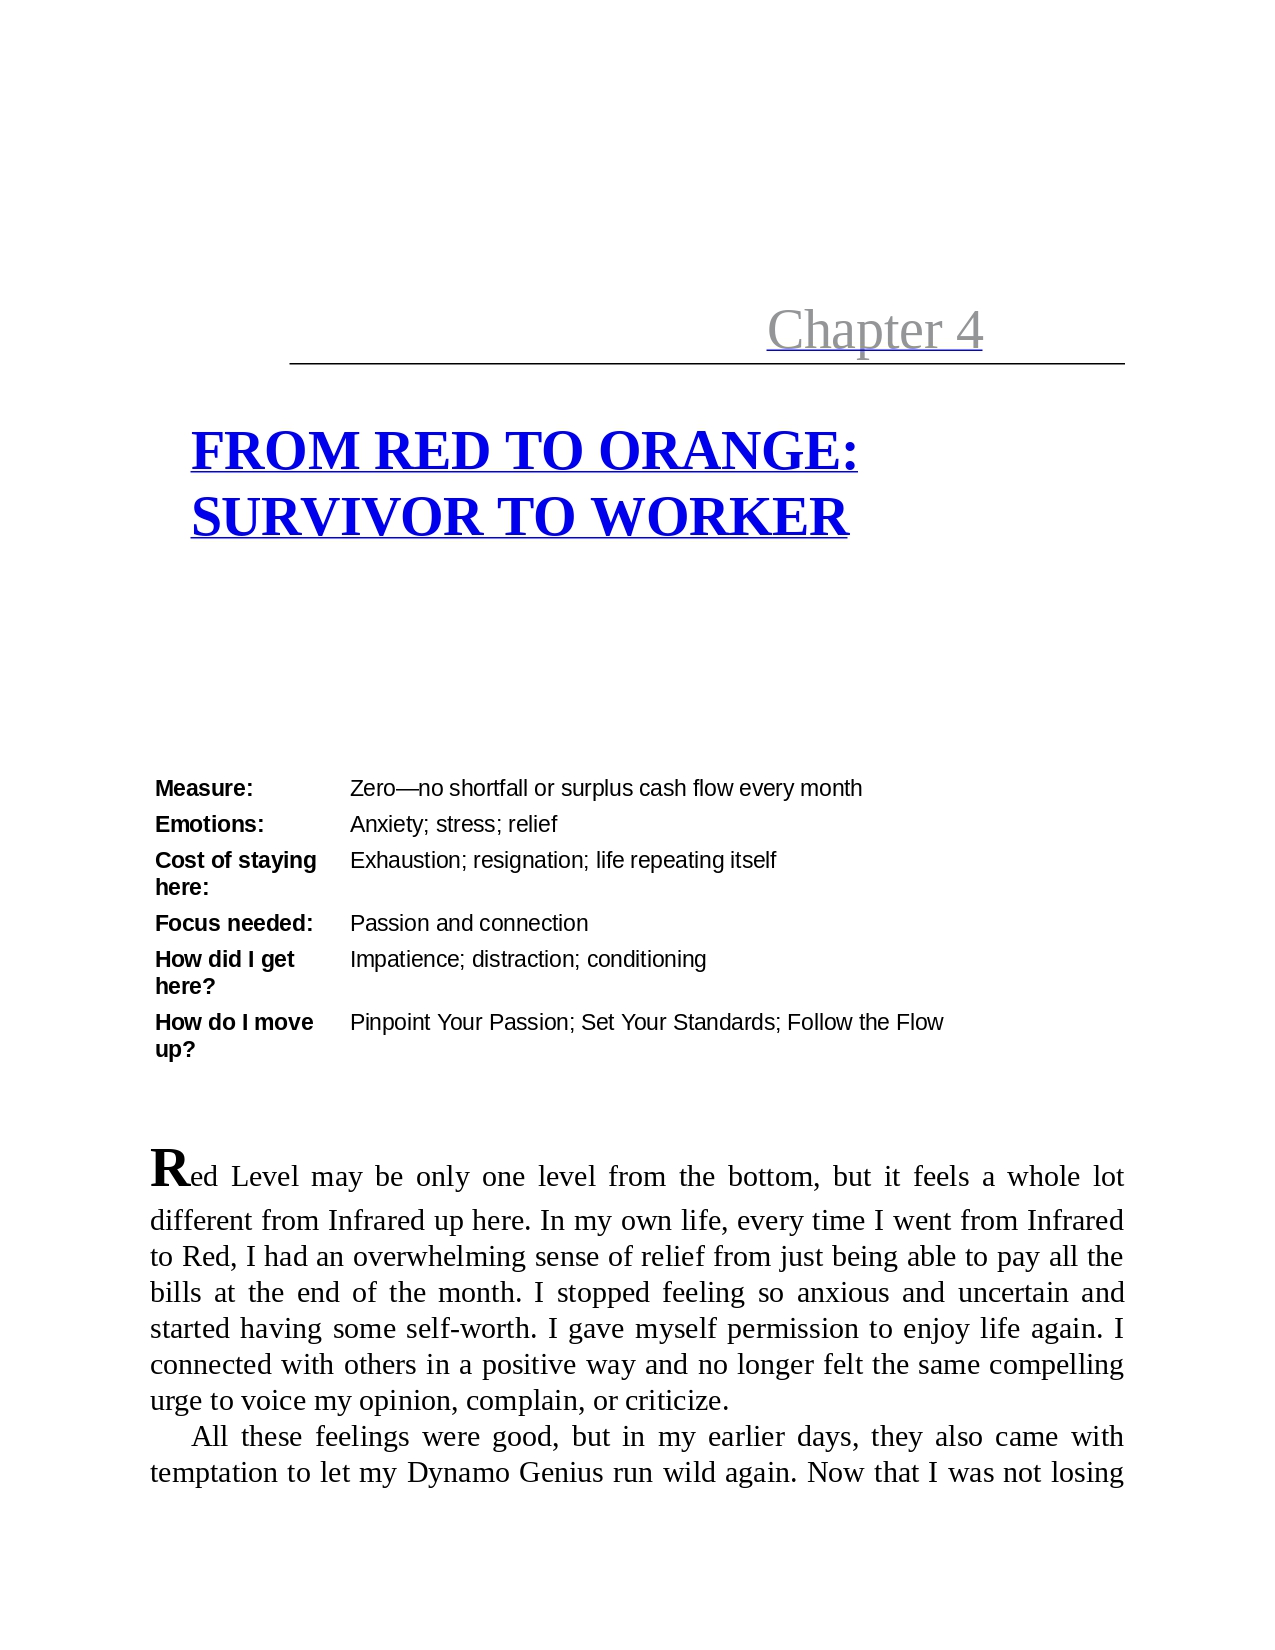 Chapter 4
FROM RED TO ORANGE:
SURVIVOR TO WORKER
Measure: Zero—no shortfall or surplus cash flow every month
Emotions: Anxiety; stress; relief
Cost of staying Exhaustion; resignation; life repeating itself
here:
Focus needed: Passion and connection
How did I get Impatience; distraction; conditioning
here?
How do I move Pinpoint Your Passion; Set Your Standards; Follow the Flow
up?
Red Level may be only one level from the bottom, but it feels a whole lot
different from Infrared up here. In my own life, every time I went from Infrared
to Red, I had an overwhelming sense of relief from just being able to pay all the
bills at the end of the month. I stopped feeling so anxious and uncertain and
started having some self-worth. I gave myself permission to enjoy life again. I
connected with others in a positive way and no longer felt the same compelling
urge to voice my opinion, complain, or criticize.
All these feelings were good, but in my earlier days, they also came with
temptation to let my Dynamo Genius run wild again. Now that I was not losing